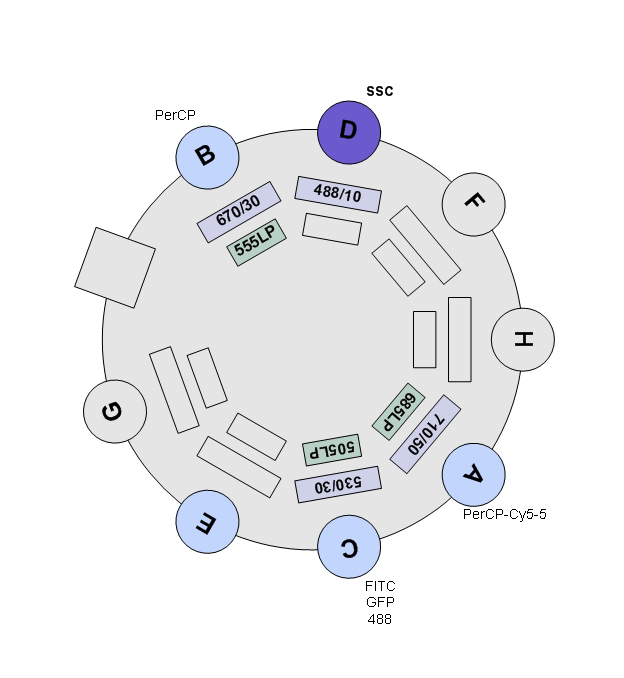 SSC
PerCP
D
B
F
488/10
670/30
555LP
H
685LP
710/50
G
505LP
530/30
A
E
PerCP-Cy5-5
C
FITC
GFP
488